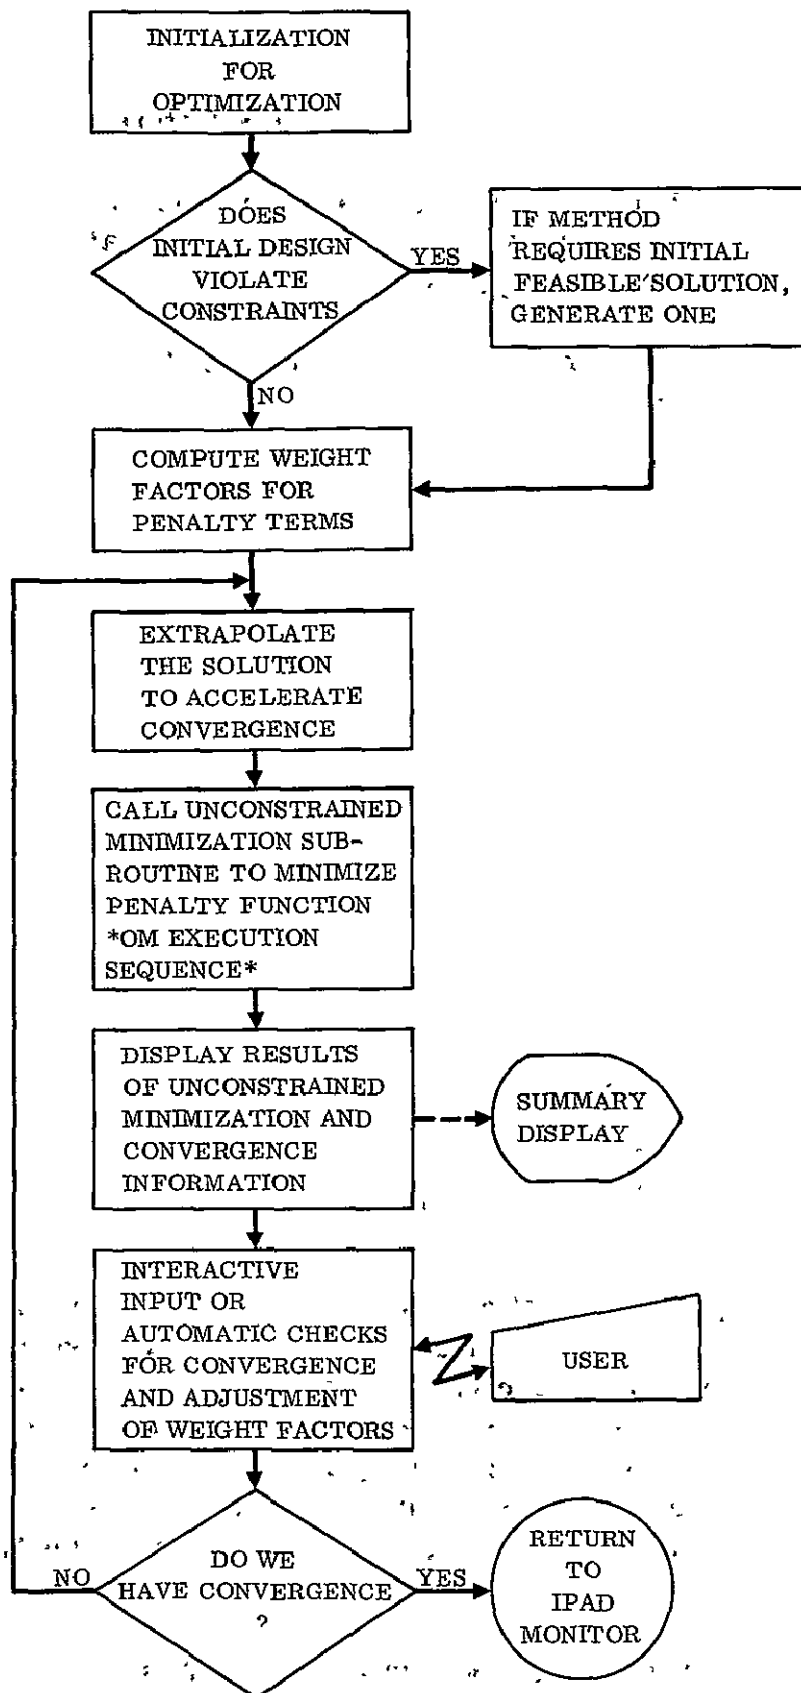 INITIALIZATION
FOR
OPTIMIZATION
DOES
INITIAL DESIGN
VIOLATE
CONSTRAINTS
YES
IF METHOD
REQUIRES INITIAL
FEASIBLE SOLUTION,
GENERATE ONE
NO
COMPUTE WEIGHT
FACTORS FOR
PENALTY TERMS
EXTRAPOLATE
THE SOLUTION
TO ACCELERATE
CONVERGENCE
CALL UNCONSTRAINED
MINIMIZATION SUB-
ROUTINE TO MINIMIZE
PENALTY FUNCTION
*OM EXECUTION
SEQUENCE*
DISPLAY RESULTS
OF UNCONSTRAINED
MINIMIZATION AND
CONVERGENCE
INFORMATION
SUMMARY
DISPLAY
INTERACTIVE
INPUT OR
AUTOMATIC CHECKS
FOR CONVERGENCE
AND ADJUSTMENT
OF WEIGHT FACTORS
USER
DO WE
HAVE CONVERGENCE
?
NO
YES
RETURN
TO
IPAD
MONITOR